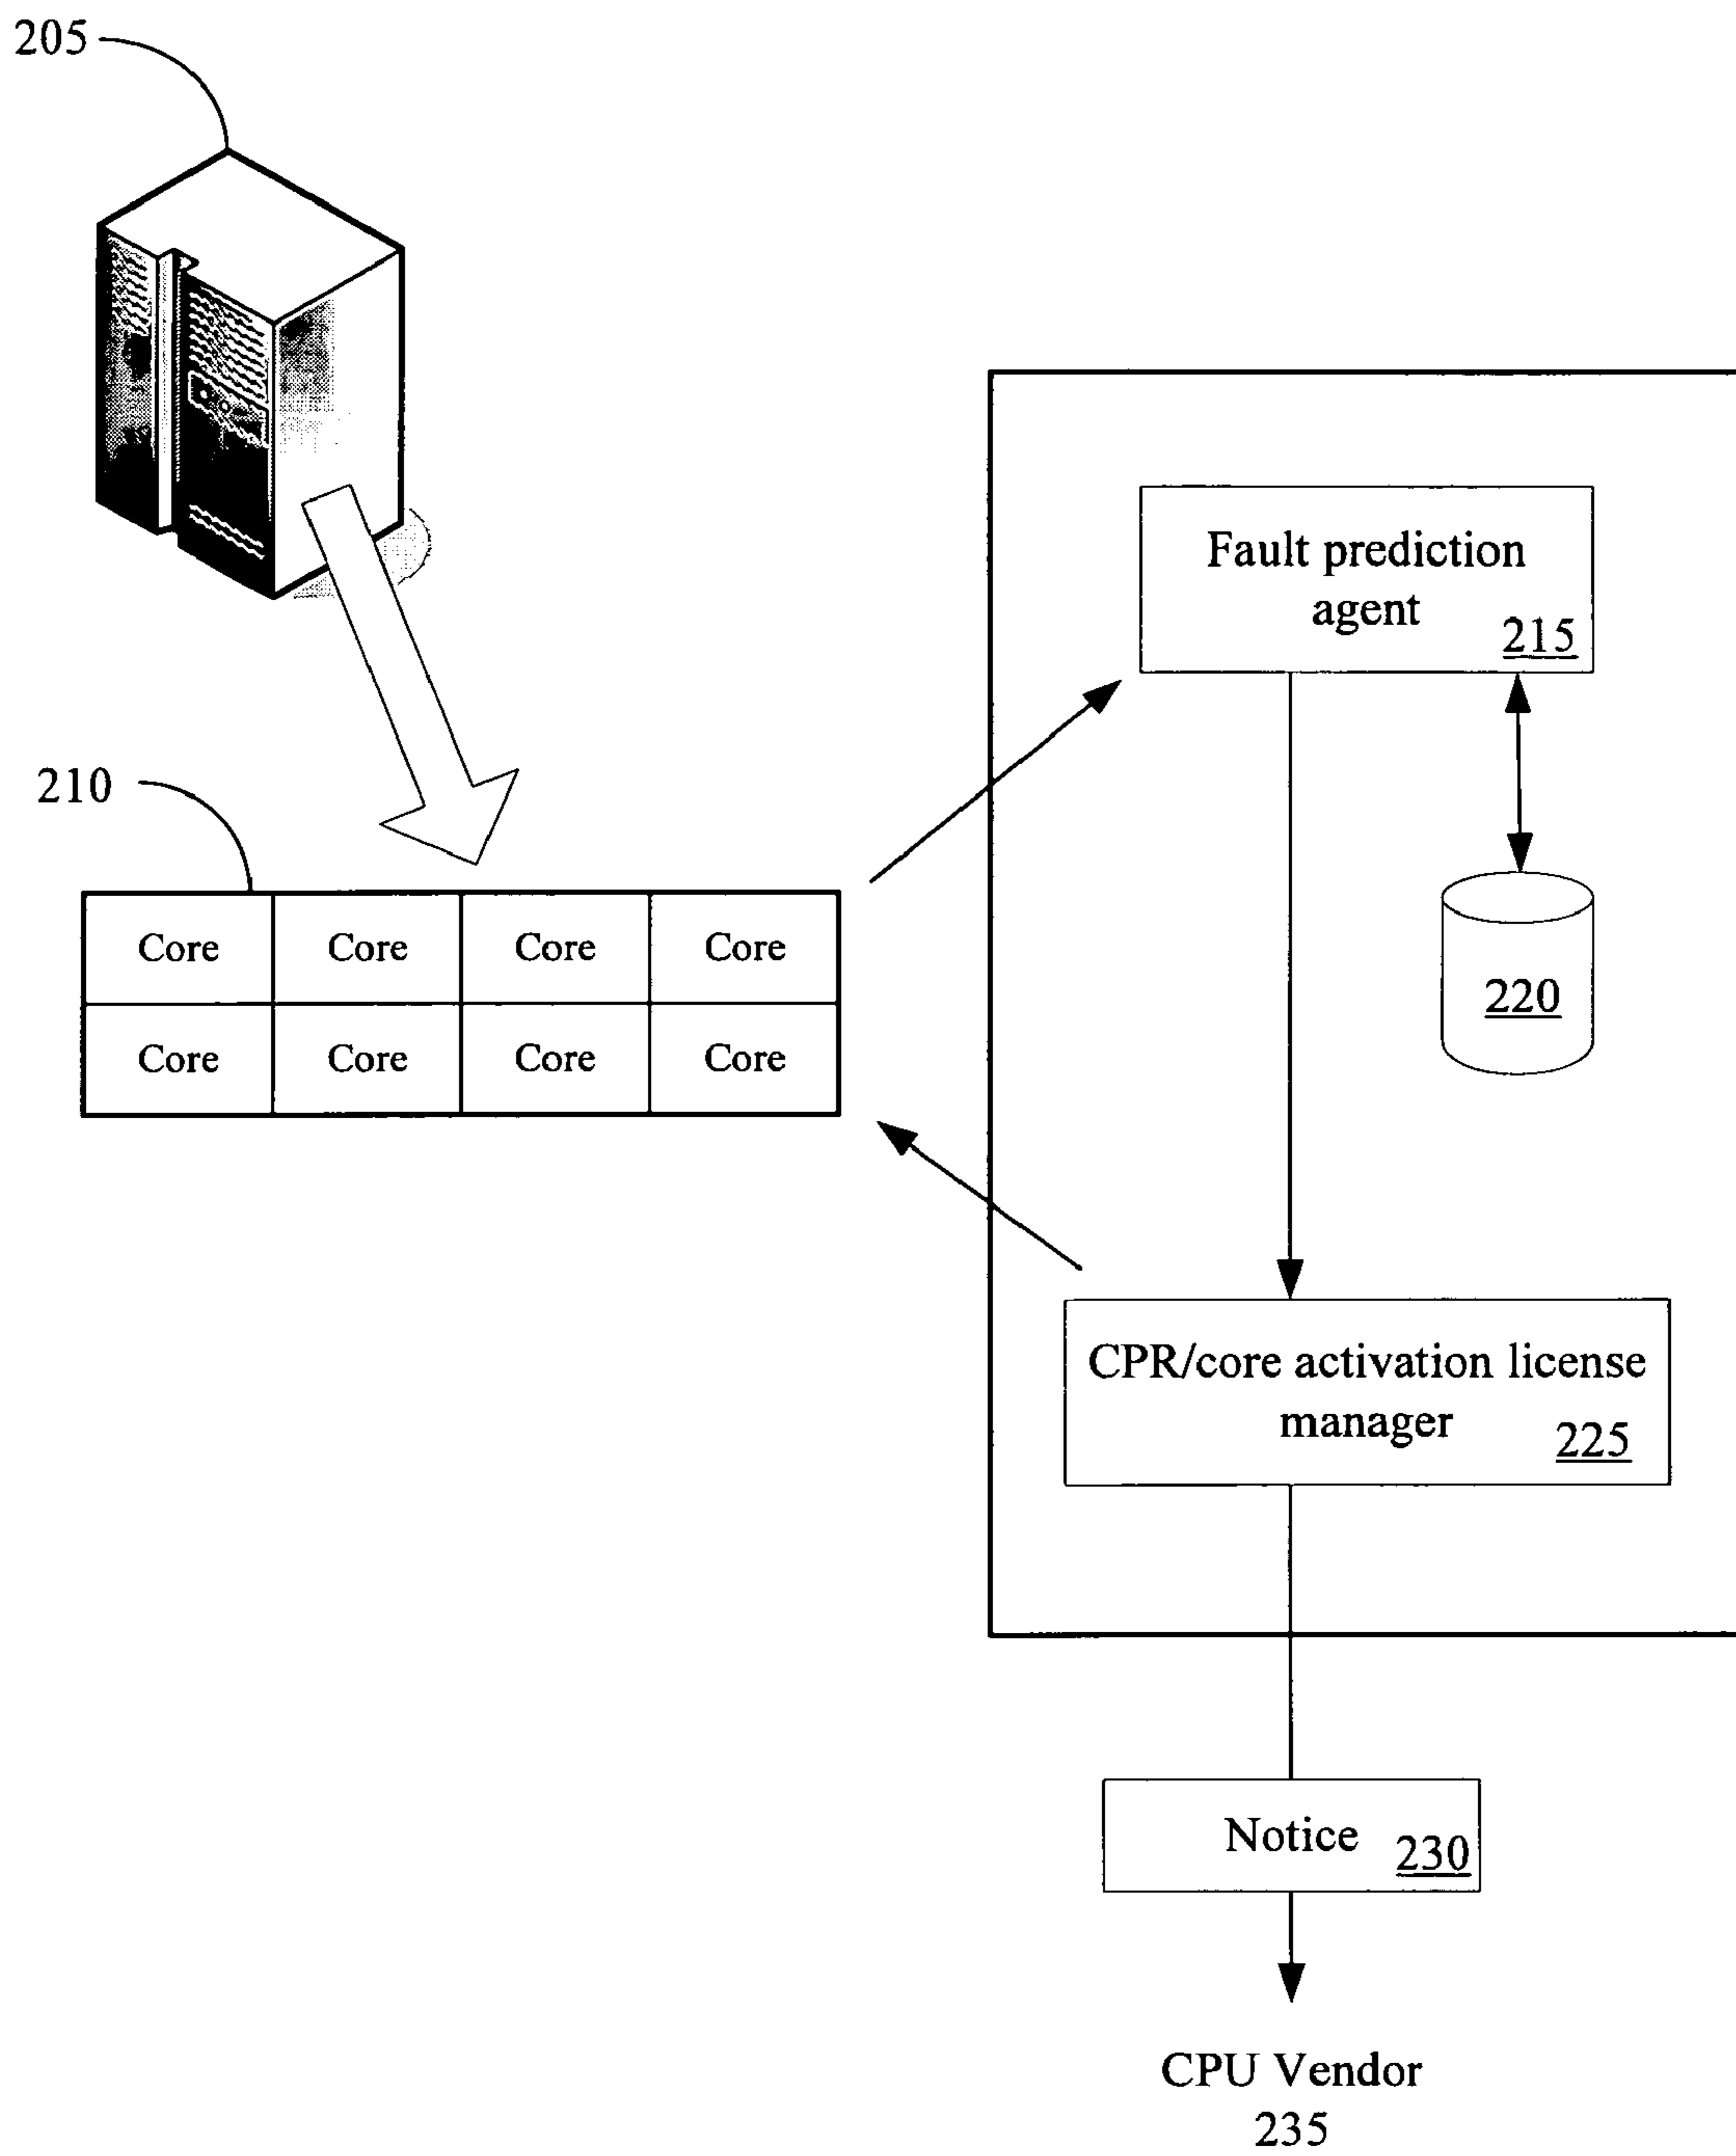 205
Fault prediction
agent
215
210
Core Core Core Core
Core Core Core Core
220
CPR/core activation license
manager
225
Notice
230
CPU Vendor
235